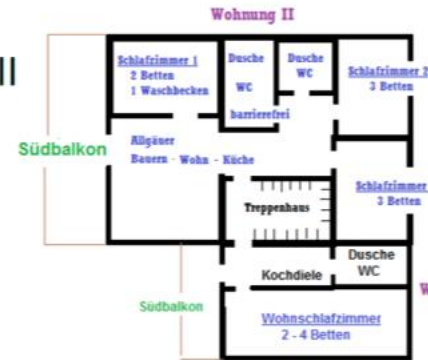 Wohnung II
II
Schlafzimmer 1
2 Betten
1 Waschbecken
Dusche
WC
barrierefrei
Dusche
WC
Schlafzimmer 2
3 Betten
Südbalkon
Allgäuer
Bauern - Wohn - Küche
Schlafzimmer
3 Betten
Treppenhaus
Dusche
WC
Kochdiele
W
Südbalkon
Wohnschlafzimmer
2 - 4 Betten